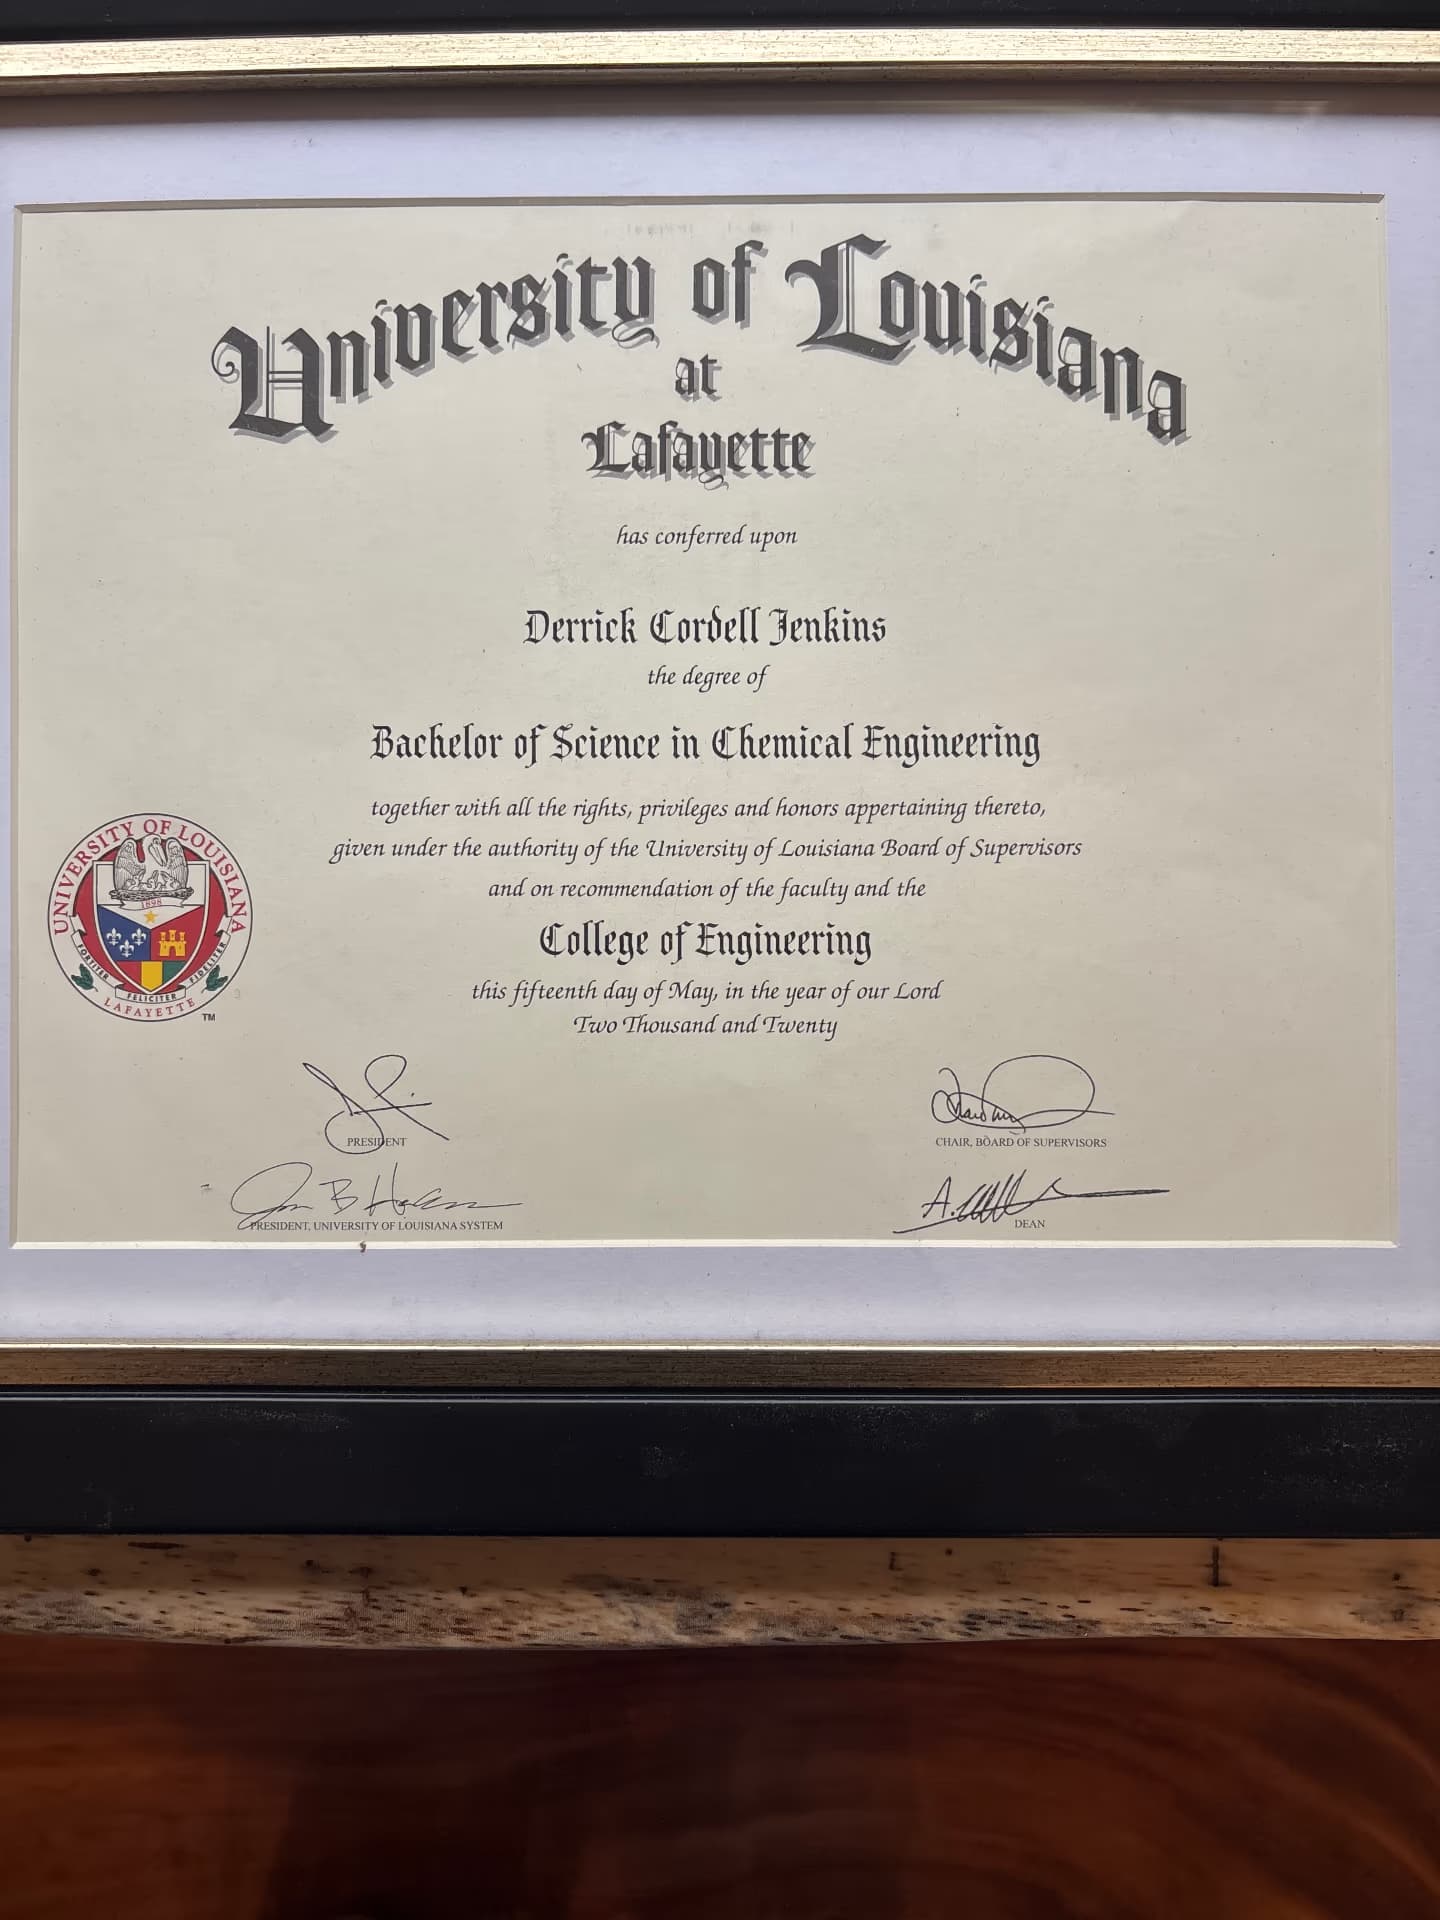 University of Louisiana
at
Lafayette
has conferred upon
Derrick Cordell Jenkins
the degree of
Bachelor of Science in Chemical Engineering
together with all the rights, privileges and honors appertaining thereto,
given under the authority of the University of Louisiana Board of Supervisors
and on recommendation of the faculty and the
College of Engineering
this fifteenth day of May, in the year of our Lord
Two Thousand and Twenty
UNIVERSITY OF LOUISIANA
1898
FORTITER
FELICITER
FIDELITER
LAFAYETTE
TM
PRESIDENT
CHAIR, BOARD OF SUPERVISORS
PRESIDENT, UNIVERSITY OF LOUISIANA SYSTEM
DEAN